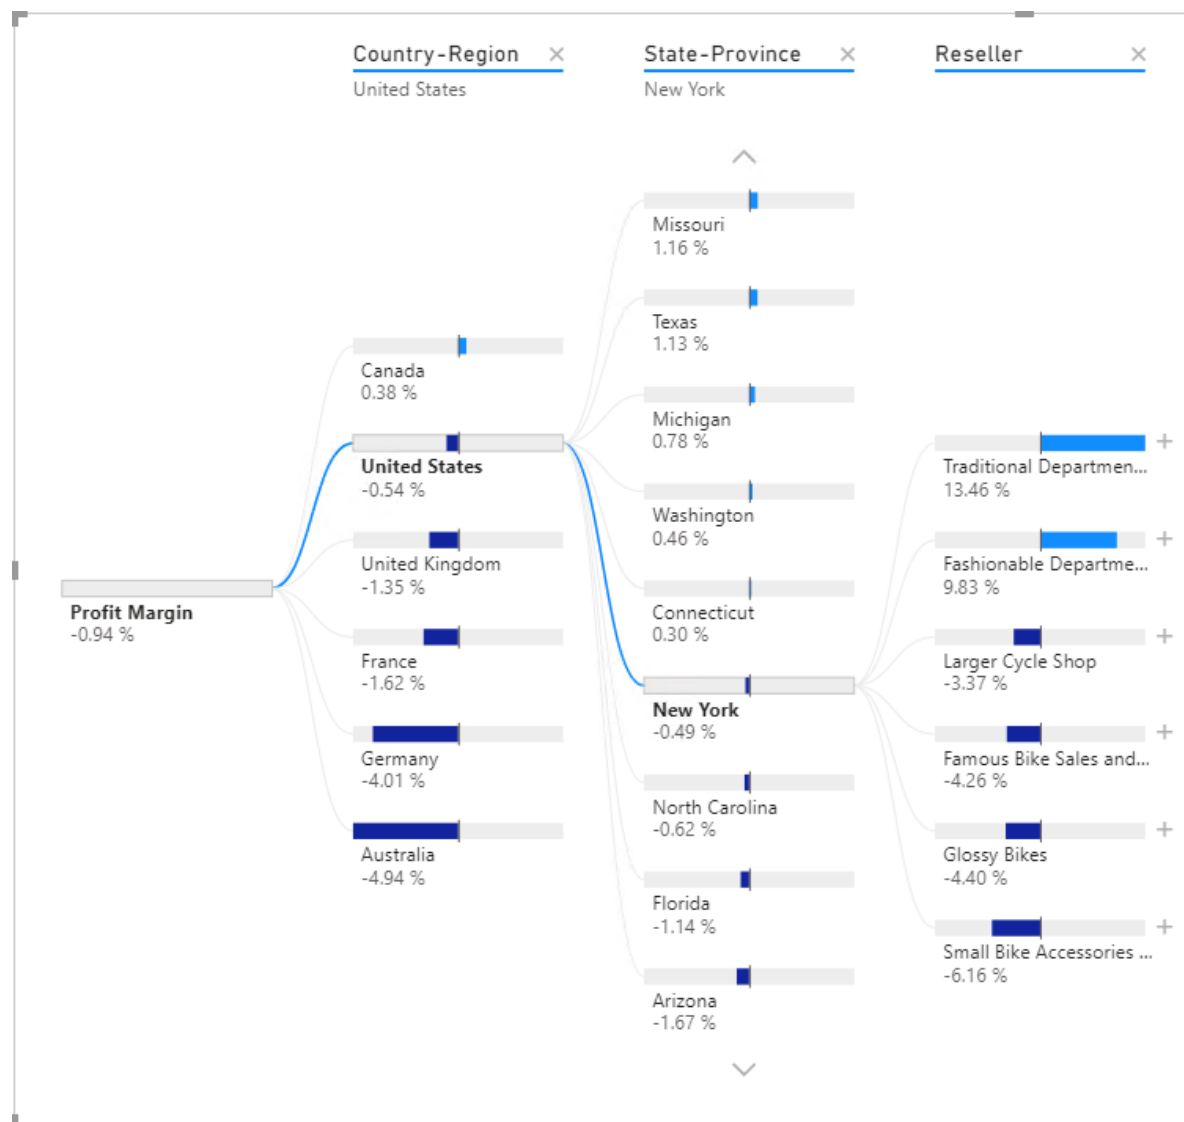 Country-Region
United States
State-Province
New York
Reseller
Profit Margin
-0.94 %
Canada
0.38 %
United States
-0.54 %
United Kingdom
-1.35 %
France
-1.62 %
Germany
-4.01 %
Australia
-4.94 %
Missouri
1.16 %
Texas
1.13 %
Michigan
0.78 %
Washington
0.46 %
Connecticut
0.30 %
New York
-0.49 %
North Carolina
-0.62 %
Florida
-1.14 %
Arizona
-1.67 %
Traditional Departmen...
13.46 %
Fashionable Departme...
9.83 %
Larger Cycle Shop
-3.37 %
Famous Bike Sales and...
-4.26 %
Glossy Bikes
-4.40 %
Small Bike Accessories ...
-6.16 %